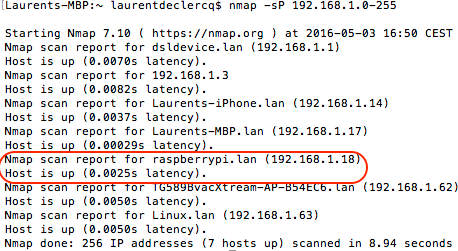 Laurents-MBP:~ laurentdeclercq$ nmap -sP 192.168.1.0-255
Starting Nmap 7.10 ( https://nmap.org ) at 2016-05-03 16:50 CEST
Nmap scan report for dsldevice.lan (192.168.1.1)
Host is up (0.0070s latency).
Nmap scan report for 192.168.1.3
Host is up (0.0082s latency).
Nmap scan report for Laurents-iPhone.lan (192.168.1.14)
Host is up (0.0037s latency).
Nmap scan report for Laurents-MBP.lan (192.168.1.17)
Host is up (0.00029s latency).
Nmap scan report for raspberrypi.lan (192.168.1.18)
Host is up (0.0025s latency).
Nmap scan report for TG589BvacXtream-AP-B54EC6.lan (192.168.1.62)
Host is up (0.0050s latency).
Nmap scan report for Linux.lan (192.168.1.63)
Host is up (0.0050s latency).
Nmap done: 256 IP addresses (7 hosts up) scanned in 8.94 seconds